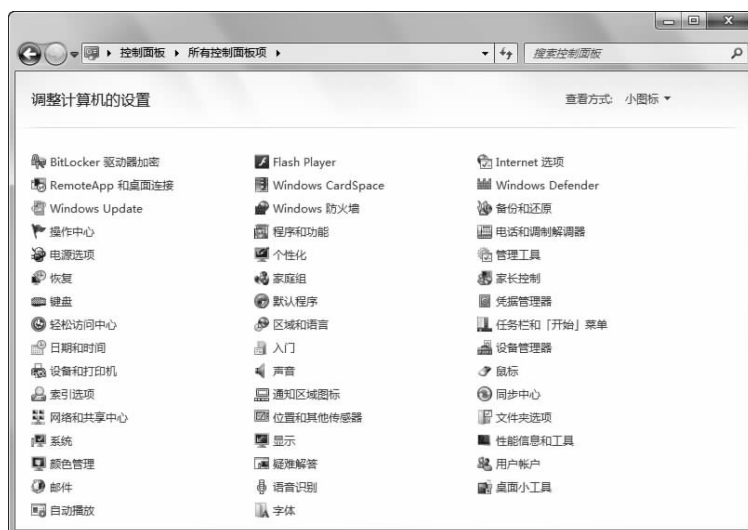 控制面板 ▸ 所有控制面板项 ▸ 搜索控制面板
调整计算机的设置 查看方式: 小图标
BitLocker 驱动器加密 Flash Player Internet 选项
RemoteApp 和桌面连接 Windows CardSpace Windows Defender
Windows Update Windows 防火墙 备份和还原
操作中心 程序和功能 电话和调制解调器
电源选项 个性化 管理工具
恢复 家庭组 家长控制
键盘 默认程序 凭据管理器
轻松访问中心 区域和语言 任务栏和「开始」菜单
日期和时间 入门 设备管理器
设备和打印机 声音 鼠标
索引选项 通知区域图标 同步中心
网络和共享中心 位置和其他传感器 文件夹选项
系统 显示 性能信息和工具
颜色管理 疑难解答 用户帐户
邮件 语音识别 桌面小工具
自动播放 字体